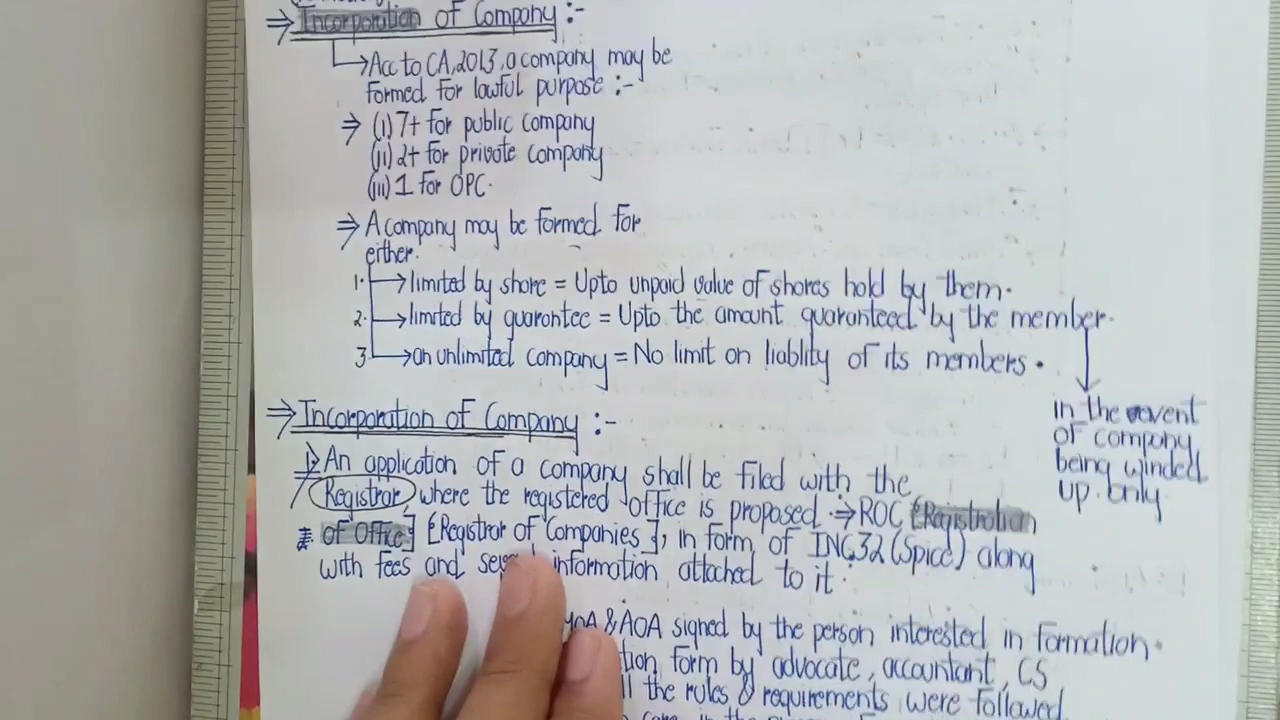 ⇒ Incorporation of Company :-
→ Acc to CA, 2013, a company may be
formed for lawful purpose :-
⇒ (i) 7+ for public company
(ii) 2+ for private company
(iii) 1 for OPC.
⇒ A company may be formed for
either.
1. → limited by share = Upto unpaid value of shares hold by them.
2. → limited by guarantee = Upto the amount guaranteed by the member.
3 → an unlimited company = No limit on liablity of its members.
in the event
of company
being winded
up only
⇒ Incorporation of Company :-
An application of a company shall be filed with the
Registrar, where the registered office is proposed ⇒ ROC [Registration
of Office] [Registrar of Companies], in form of INC32 (Spice) along
with fees and information attached to it.
MOA & AOA signed by the person interested in formation.
form by advocate, accountant, CS
the rules & requirements were followed